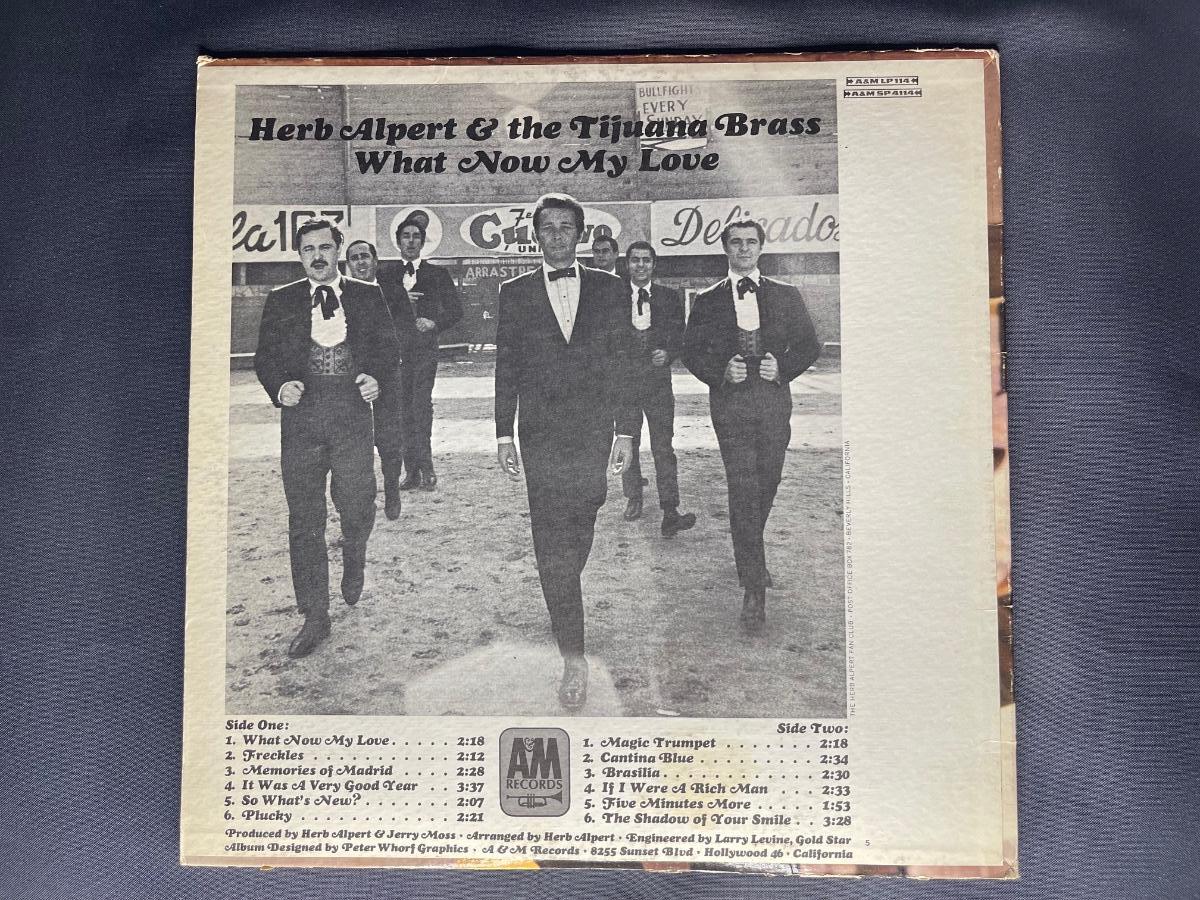 A&M LP 114
A&M SP 4114
BULLFIGHT
EVERY
SUNDAY
Herb Alpert & the Tijuana Brass
What Now My Love
Delicados
ARRASTRE
THE HERB ALPERT FAN CLUB · POST OFFICE BOX 782 · BEVERLY HILLS · CALIFORNIA
Side One:
1. What Now My Love . . . . . 2:18
2. Freckles . . . . . . . . . . . 2:12
3. Memories of Madrid . . . . 2:28
4. It Was A Very Good Year . . 3:37
5. So What's New? . . . . . . . 2:07
6. Plucky . . . . . . . . . . . . 2:21
A&M
RECORDS
Side Two:
1. Magic Trumpet . . . . . . . 2:18
2. Cantina Blue . . . . . . . . . 2:34
3. Brasilia . . . . . . . . . . . . 2:30
4. If I Were A Rich Man . . . 2:33
5. Five Minutes More . . . . . 1:53
6. The Shadow of Your Smile . . 3:28
Produced by Herb Alpert & Jerry Moss · Arranged by Herb Alpert · Engineered by Larry Levine, Gold Star
Album Designed by Peter Whorf Graphics · A & M Records · 8255 Sunset Blvd · Hollywood 46 · California
5